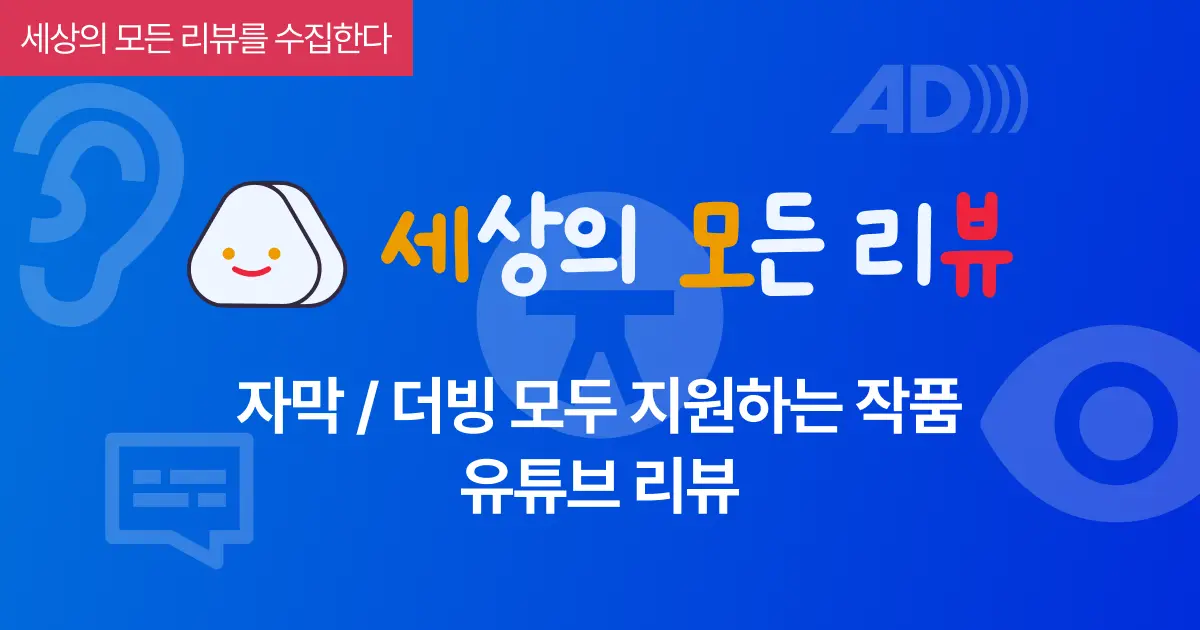 세상의 모든 리뷰를 수집한다
AD
세상의 모든 리뷰
자막 / 더빙 모두 지원하는 작품
유튜브 리뷰